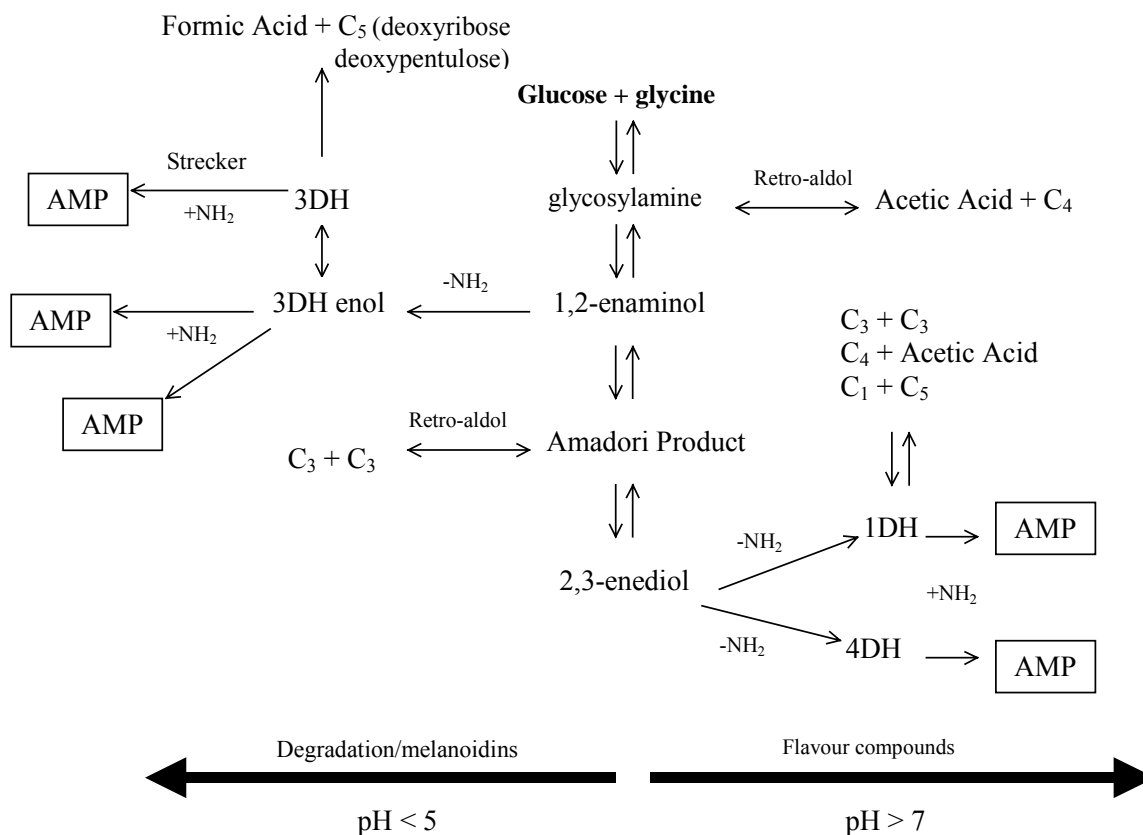 Formic Acid + C₅ (deoxyribose
deoxypentulose)
Glucose + glycine
Strecker
AMP
+NH₂
3DH
glycosylamine
Retro-aldol
Acetic Acid + C₄
AMP
+NH₂
3DH enol
-NH₂
1,2-enaminol
C₃ + C₃
C₄ + Acetic Acid
C₁ + C₅
AMP
C₃ + C₃
Retro-aldol
Amadori Product
2,3-enediol
-NH₂
1DH
AMP
+NH₂
-NH₂
4DH
AMP
Degradation/melanoidins
Flavour compounds
pH < 5
pH > 7